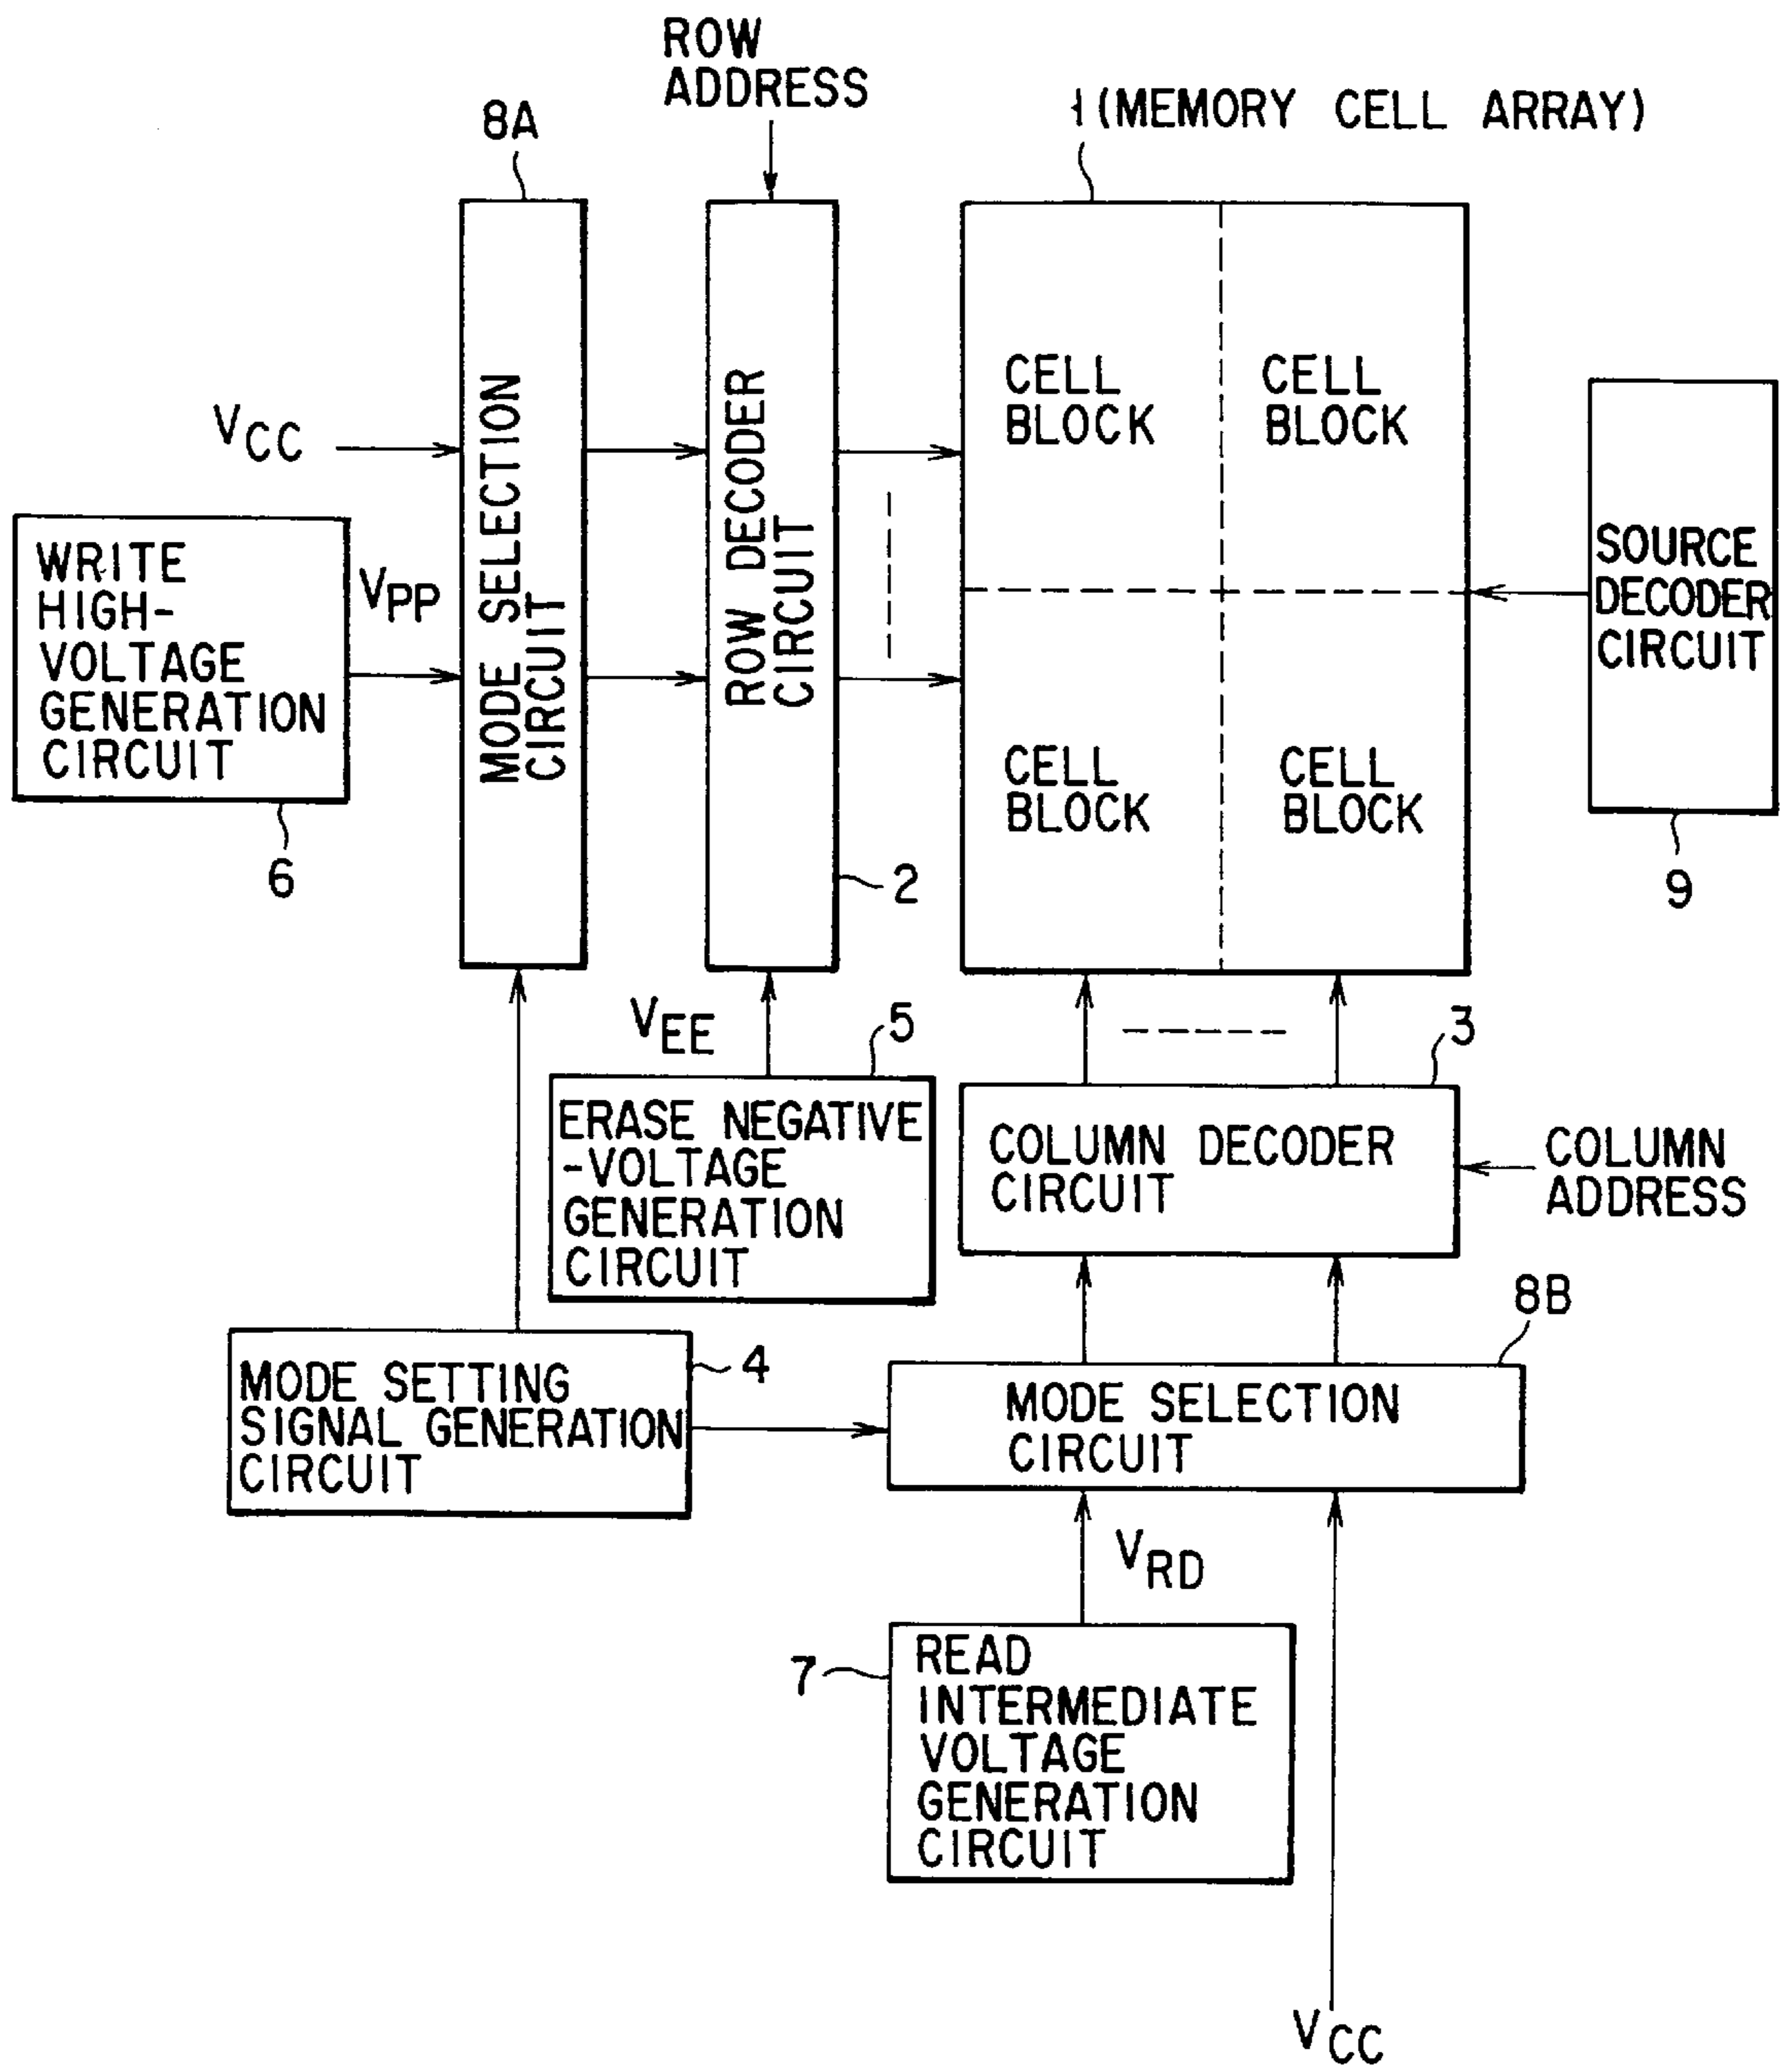 ROW
ADDRESS
8A
1 (MEMORY CELL ARRAY)
VCC
WRITE
HIGH-
VOLTAGE
GENERATION
CIRCUIT
VPP
6
MODE SELECTION
CIRCUIT
ROW DECODER
CIRCUIT
2
CELL
BLOCK
CELL
BLOCK
CELL
BLOCK
CELL
BLOCK
SOURCE
DECODER
CIRCUIT
9
VEE
5
ERASE NEGATIVE
-VOLTAGE
GENERATION
CIRCUIT
3
COLUMN DECODER
CIRCUIT
COLUMN
ADDRESS
8B
MODE SETTING
SIGNAL GENERATION
CIRCUIT
4
MODE SELECTION
CIRCUIT
VRD
7
READ
INTERMEDIATE
VOLTAGE
GENERATION
CIRCUIT
VCC